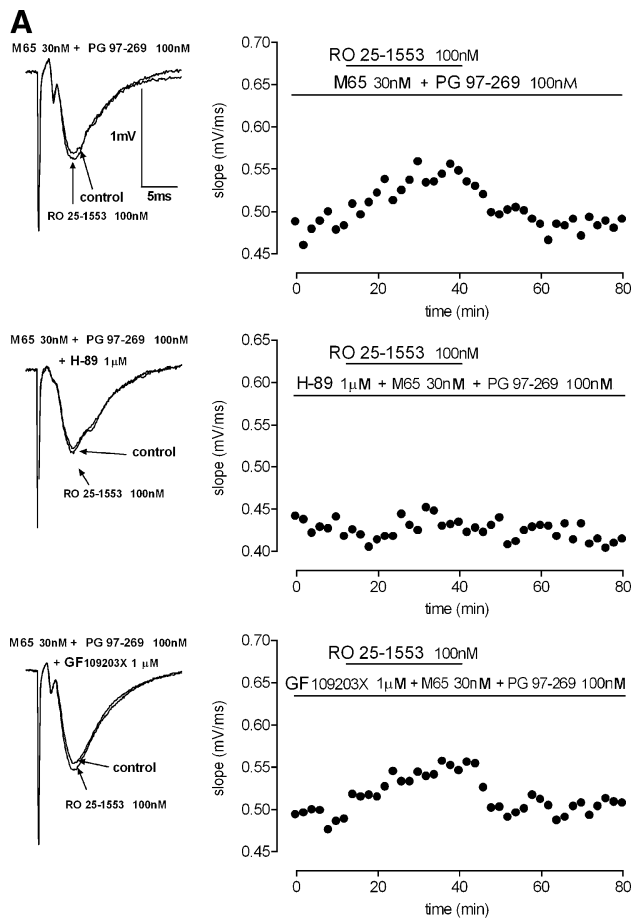 A
M65 30nM + PG 97-269 100nM
1mV
5ms
control
RO 25-1553 100nM
slope (mV/ms)
0.70
0.65
0.60
0.55
0.50
0.45
RO 25-1553 100nM
M65 30nM + PG 97-269 100nM
0 20 40 60 80
time (min)
M65 30nM + PG 97-269 100nM
+ H-89 1µM
control
RO 25-1553 100nM
slope (mV/ms)
0.65
0.60
0.55
0.50
0.45
0.40
RO 25-1553 100nM
H-89 1µM + M65 30nM + PG 97-269 100nM
0 20 40 60 80
time (min)
M65 30nM + PG 97-269 100nM
+ GF109203X 1 µM
control
RO 25-1553 100nM
slope (mV/ms)
0.70
0.65
0.60
0.55
0.50
0.45
RO 25-1553 100nM
GF109203X 1µM + M65 30nM + PG 97-269 100nM
0 20 40 60 80
time (min)